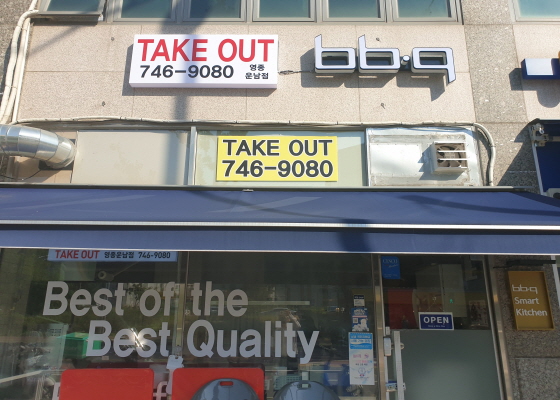 TAKE OUT
746-9080 영종
운남점
bb.q
TAKE OUT
746-9080
TAKE OUT 영종운남점 746-9080
Best of the
Best Quality
OPEN
bb.q
Smart
Kitchen